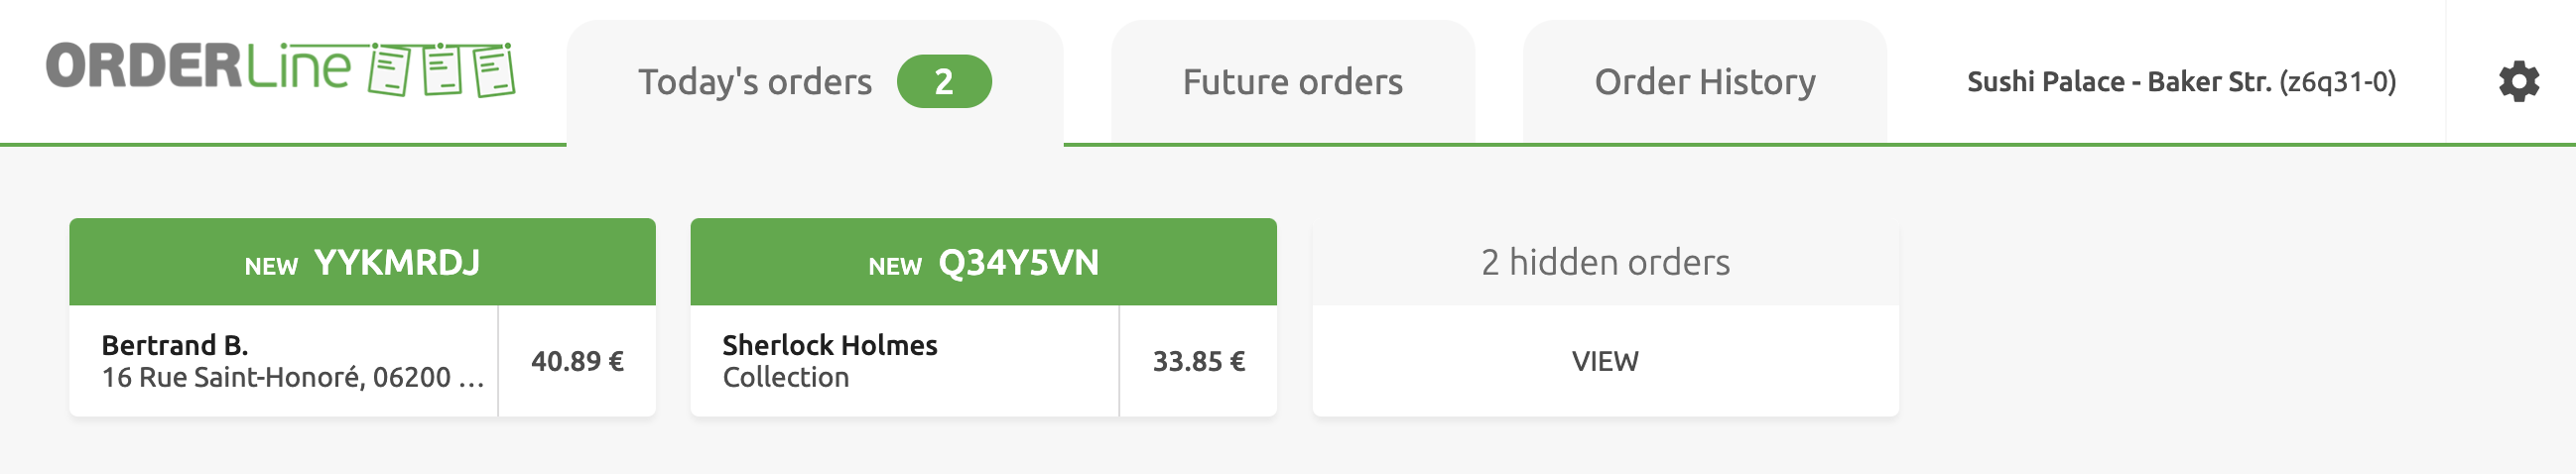 ORDERLine
Today's orders 2
Future orders
Order History
Sushi Palace - Baker Str. (z6q31-0)
NEW YYKMRDJ
Bertrand B.
16 Rue Saint-Honoré, 06200 ...
40.89 €
NEW Q34Y5VN
Sherlock Holmes
Collection
33.85 €
2 hidden orders
VIEW